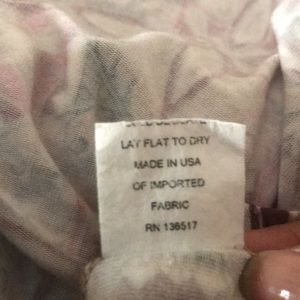 LAY FLAT TO DRY
MADE IN USA
OF IMPORTED
FABRIC
RN 136517